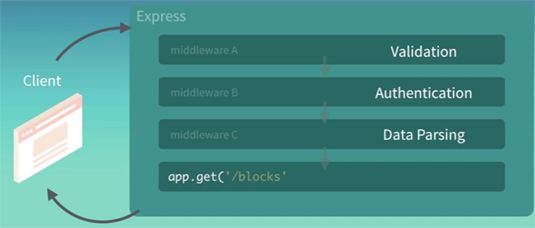 Express
middleware A Validation
Client
middleware B Authentication
middleware C Data Parsing
app.get('/blocks'